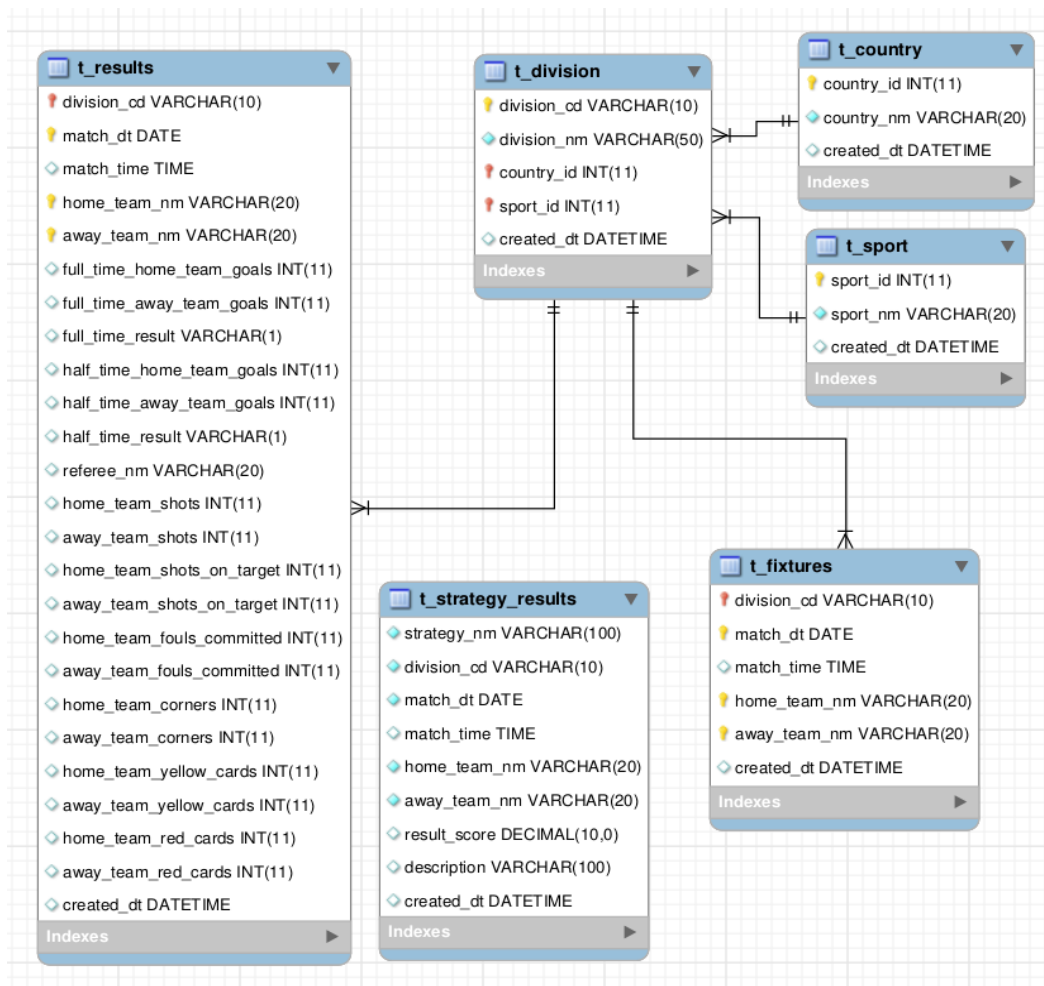 t_results
division_cd VARCHAR(10)
match_dt DATE
match_time TIME
home_team_nm VARCHAR(20)
away_team_nm VARCHAR(20)
full_time_home_team_goals INT(11)
full_time_away_team_goals INT(11)
full_time_result VARCHAR(1)
half_time_home_team_goals INT(11)
half_time_away_team_goals INT(11)
half_time_result VARCHAR(1)
referee_nm VARCHAR(20)
home_team_shots INT(11)
away_team_shots INT(11)
home_team_shots_on_target INT(11)
away_team_shots_on_target INT(11)
home_team_fouls_committed INT(11)
away_team_fouls_committed INT(11)
home_team_corners INT(11)
away_team_corners INT(11)
home_team_yellow_cards INT(11)
away_team_yellow_cards INT(11)
home_team_red_cards INT(11)
away_team_red_cards INT(11)
created_dt DATETIME
Indexes
t_division
division_cd VARCHAR(10)
division_nm VARCHAR(50)
country_id INT(11)
sport_id INT(11)
created_dt DATETIME
Indexes
t_country
country_id INT(11)
country_nm VARCHAR(20)
created_dt DATETIME
Indexes
t_sport
sport_id INT(11)
sport_nm VARCHAR(20)
created_dt DATETIME
Indexes
t_strategy_results
strategy_nm VARCHAR(100)
division_cd VARCHAR(10)
match_dt DATE
match_time TIME
home_team_nm VARCHAR(20)
away_team_nm VARCHAR(20)
result_score DECIMAL(10,0)
description VARCHAR(100)
created_dt DATETIME
Indexes
t_fixtures
division_cd VARCHAR(10)
match_dt DATE
match_time TIME
home_team_nm VARCHAR(20)
away_team_nm VARCHAR(20)
created_dt DATETIME
Indexes